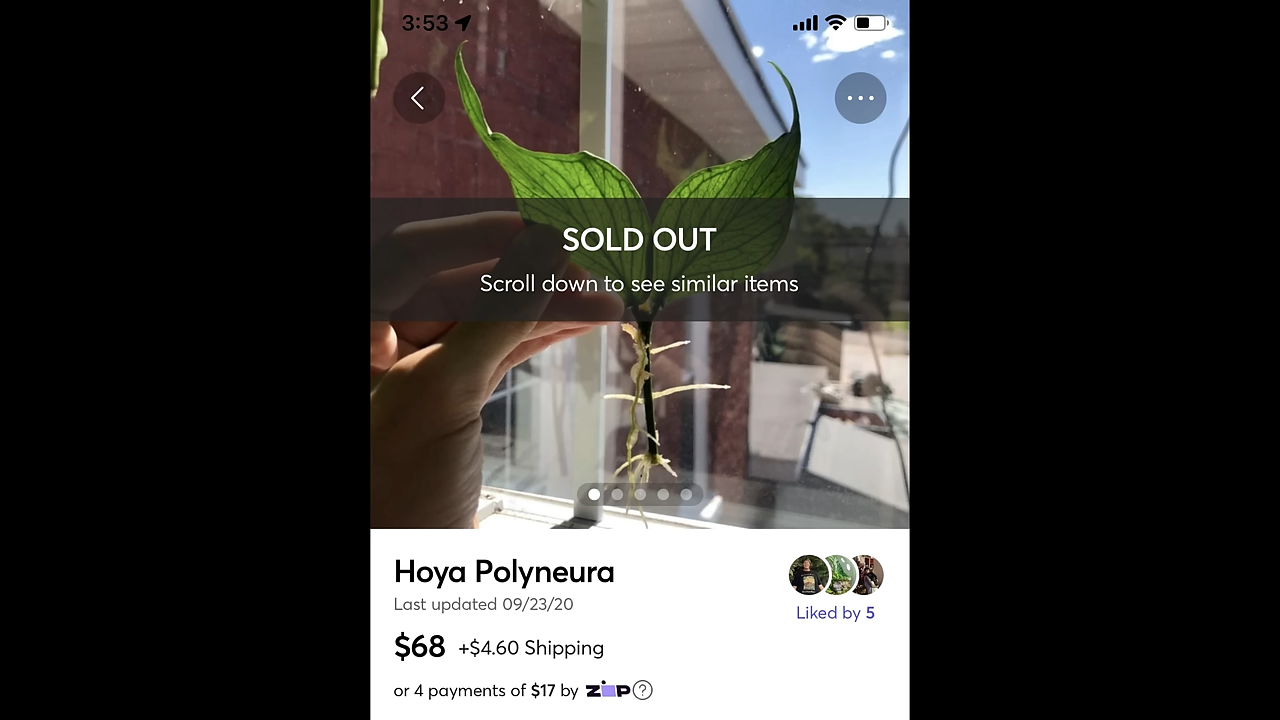 3:53
SOLD OUT
Scroll down to see similar items
Hoya Polyneura
Last updated 09/23/20
Liked by 5
$68 +$4.60 Shipping
or 4 payments of $17 by ZIP ?